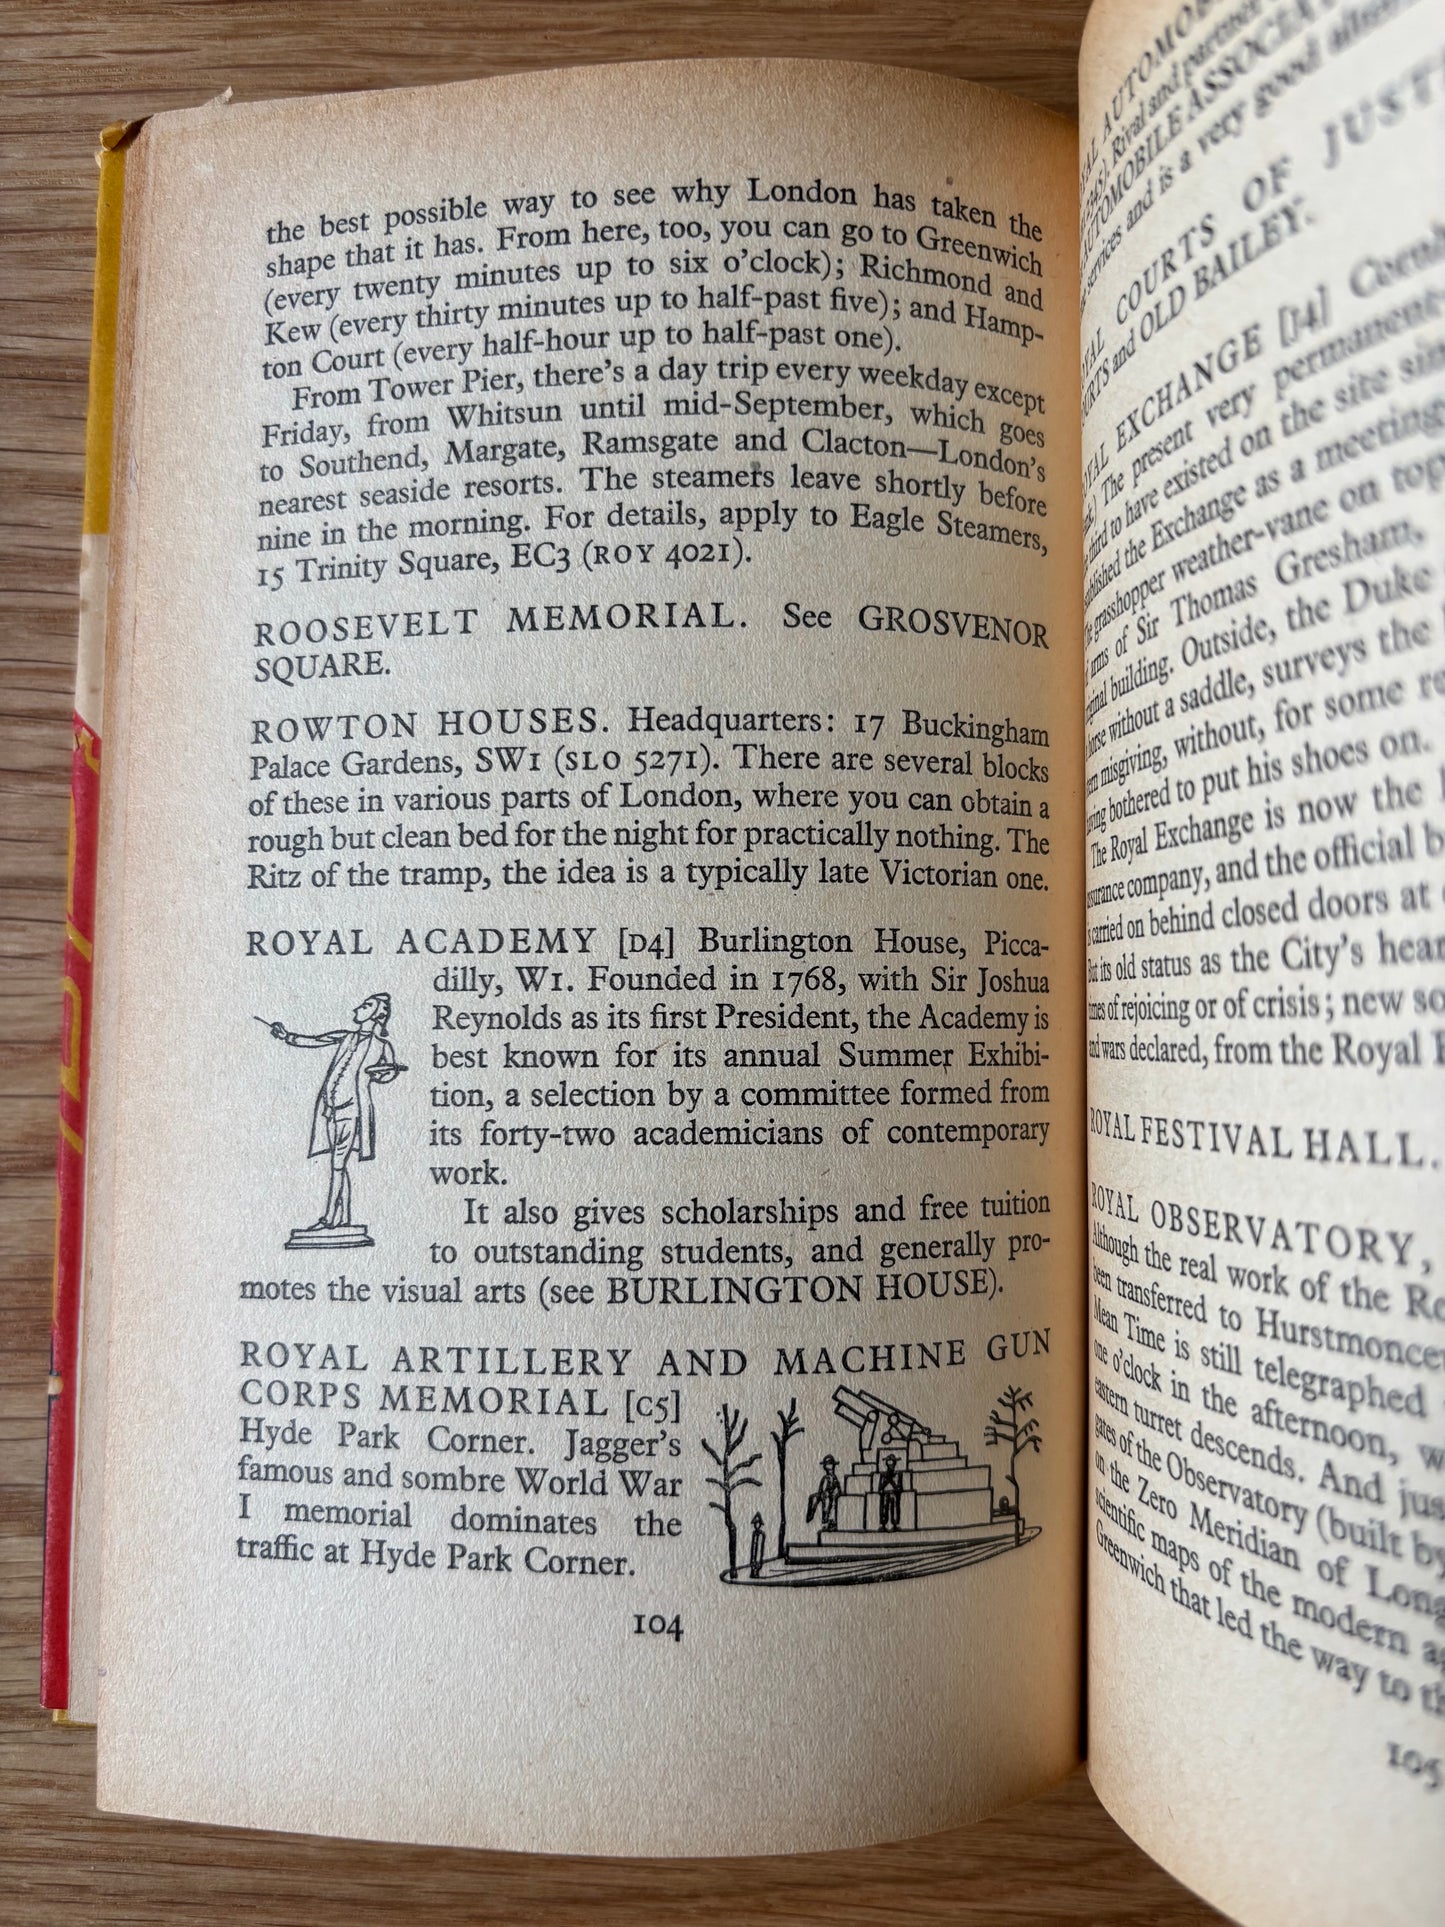 the best possible way to see why London has taken the
shape that it has. From here, too, you can go to Greenwich
(every twenty minutes up to six o'clock); Richmond and
Kew (every thirty minutes up to half-past five); and Hamp-
ton Court (every half-hour up to half-past one).
From Tower Pier, there's a day trip every weekday except
Friday, from Whitsun until mid-September, which goes
to Southend, Margate, Ramsgate and Clacton—London's
nearest seaside resorts. The steamers leave shortly before
nine in the morning. For details, apply to Eagle Steamers,
15 Trinity Square, EC3 (ROY 4021).
ROOSEVELT MEMORIAL. See GROSVENOR
SQUARE.
ROWTON HOUSES. Headquarters: 17 Buckingham
Palace Gardens, SW1 (SLO 5271). There are several blocks
of these in various parts of London, where you can obtain a
rough but clean bed for the night for practically nothing. The
Ritz of the tramp, the idea is a typically late Victorian one.
ROYAL ACADEMY [D4] Burlington House, Picca-
dilly, W1. Founded in 1768, with Sir Joshua
Reynolds as its first President, the Academy is
best known for its annual Summer Exhibi-
tion, a selection by a committee formed from
its forty-two academicians of contemporary
work.
It also gives scholarships and free tuition
to outstanding students, and generally pro-
motes the visual arts (see BURLINGTON HOUSE).
ROYAL ARTILLERY AND MACHINE GUN
CORPS MEMORIAL [C5]
Hyde Park Corner. Jagger's
famous and sombre World War
I memorial dominates the
traffic at Hyde Park Corner.
104
AUTOMOB
Rival and partner
AUTOMOBILE ASSOCIAT
services and is a very good
COURTS OF JUST
and OLD BAILEY.
EXCHANGE [J4]
The present very permanent-
third to have existed on the site
the Exchange as a meeting
grasshopper weather-vane on top
arms of Sir Thomas Gresham,
building. Outside, the Duke
horse without a saddle, surveys the
misgiving, without, for some
bothered to put his shoes on.
The Royal Exchange is now the
company, and the official
carried on behind closed doors at
But its old status as the City's hear
times of rejoicing or of crisis; new
and wars declared, from the Royal
ROYAL FESTIVAL HALL.
ROYAL OBSERVATORY,
Although the real work of the
been transferred to Hurstmonce
Mean Time is still telegraphed
one o'clock in the afternoon,
eastern turret descends. And jus
gates of the Observatory (built by
on the Zero Meridian of Long
scientific maps of the modern
Greenwich that led the way to
105